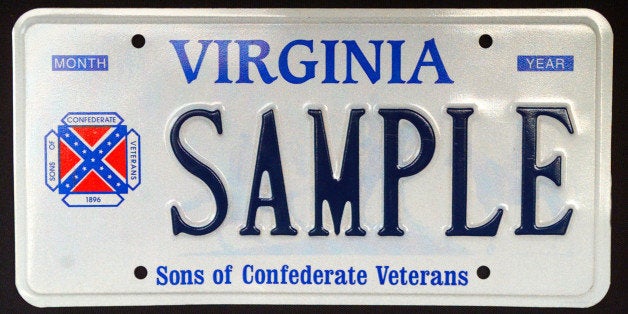 VIRGINIA
MONTH
YEAR
SAMPLE
CONFEDERATE
SONS OF
VETERANS
1896
Sons of Confederate Veterans